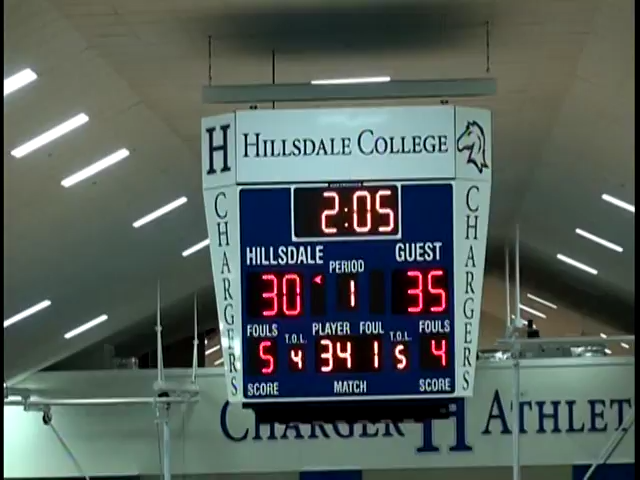 H HILLSDALE COLLEGE
2:05
CHARGERS
CHARGERS
HILLSDALE GUEST
PERIOD
30 1 35
FOULS PLAYER FOUL FOULS
T.O.L. T.O.L.
5 4 34 1 5 4
SCORE MATCH SCORE
CHARGER H ATHLET